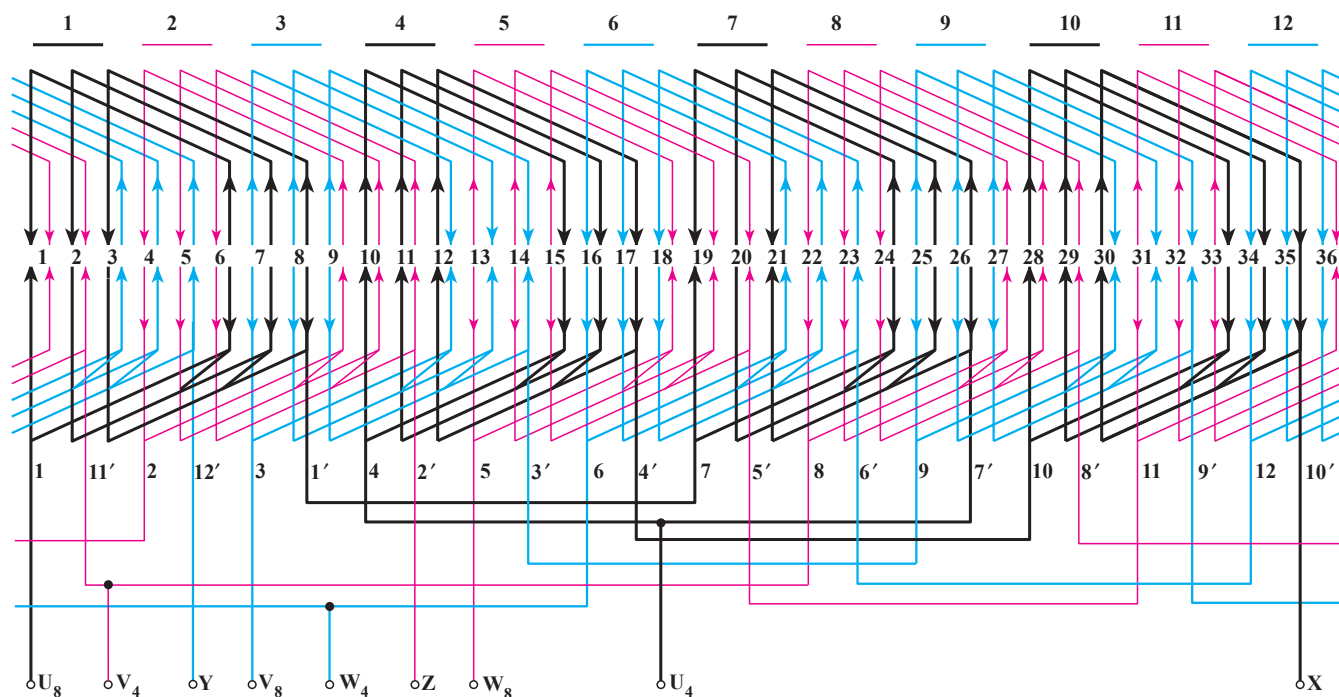 1 2 3 4 5 6 7 8 9 10 11 12
1 2 3 4 5 6 7 8 9 10 11 12 13 14 15 16 17 18 19 20 21 22 23 24 25 26 27 28 29 30 31 32 33 34 35 36
1 11′ 2 12′ 3 1′ 4 2′ 5 3′ 6 4′ 7 5′ 8 6′ 9 7′ 10 8′ 11 9′ 12 10′
U₈ V₄ Y V₈ W₄ Z W₈ U₄ X